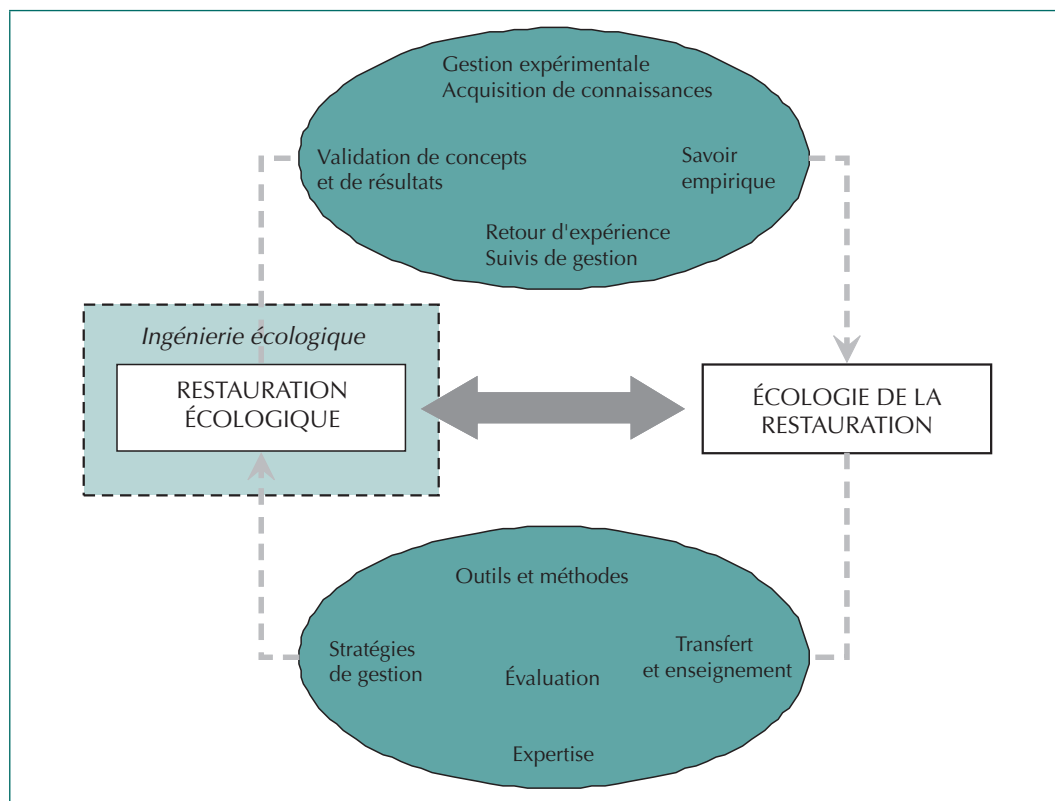 Gestion expérimentale
Acquisition de connaissances
Validation de concepts
et de résultats
Savoir
empirique
Retour d'expérience
Suivis de gestion
Ingénierie écologique
RESTAURATION
ÉCOLOGIQUE
ÉCOLOGIE DE LA
RESTAURATION
Outils et méthodes
Stratégies
de gestion
Évaluation
Transfert
et enseignement
Expertise